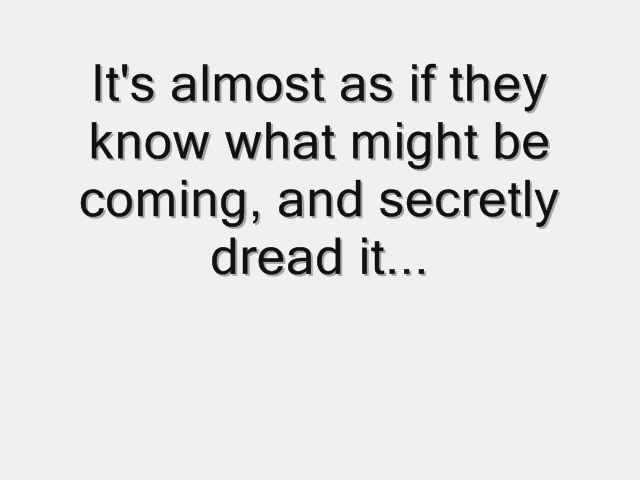 It's almost as if they
know what might be
coming, and secretly
dread it...